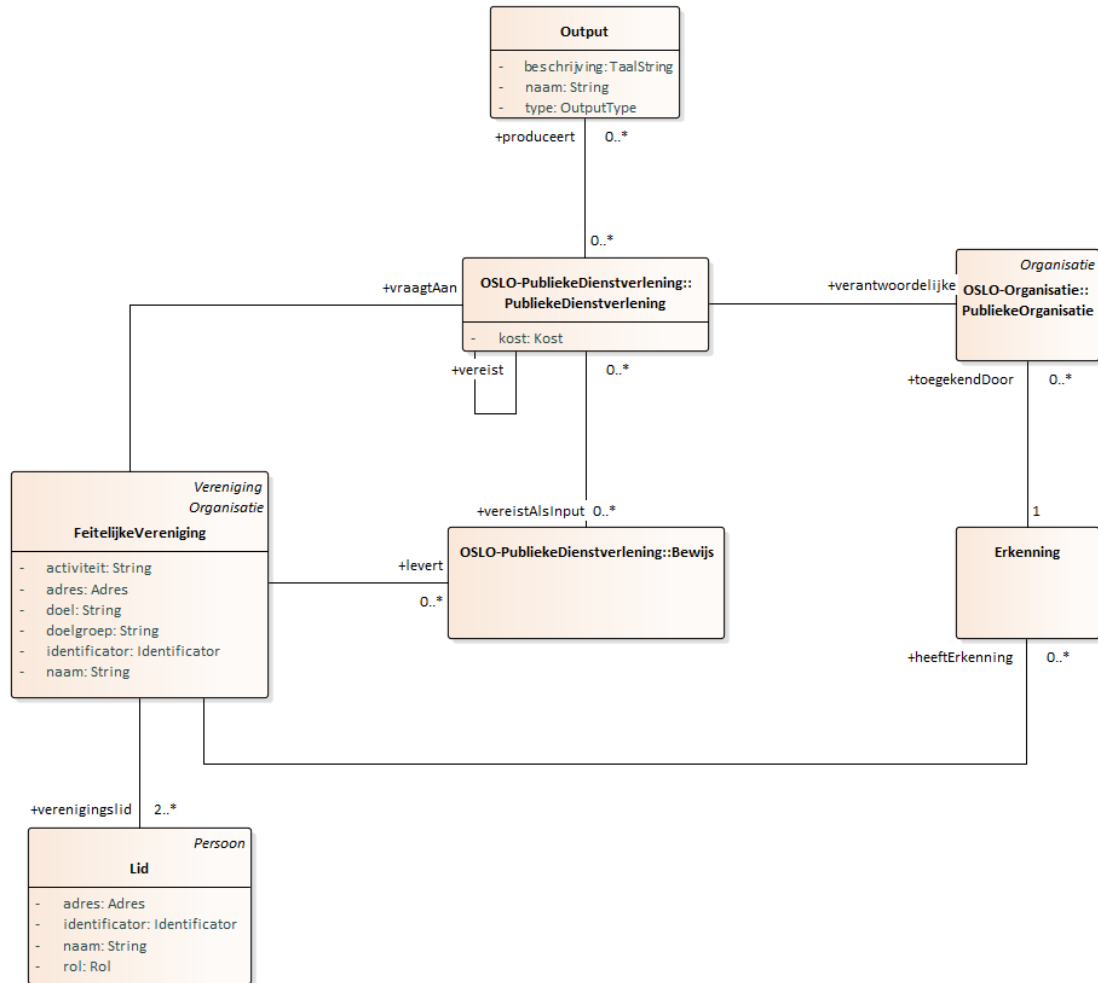 Output
- beschrijving: TaalString
- naam: String
- type: OutputType
+produceert 0..*
0..*
+vraagtAan
OSLO-PubliekeDienstverlening::
PubliekeDienstverlening
- kost: Kost
+verantwoordelijke
Organisatie
OSLO-Organisatie::
PubliekeOrganisatie
+vereist
0..*
+toegekendDoor 0..*
Vereniging
Organisatie
FeitelijkeVereniging
- activiteit: String
- adres: Adres
- doel: String
- doelgroep: String
- identificator: Identificator
- naam: String
+vereistAlsInput 0..*
OSLO-PubliekeDienstverlening::Bewijs
+levert
0..*
1
Erkenning
+heeftErkenning 0..*
+verenigingslid 2..*
Persoon
Lid
- adres: Adres
- identificator: Identificator
- naam: String
- rol: Rol